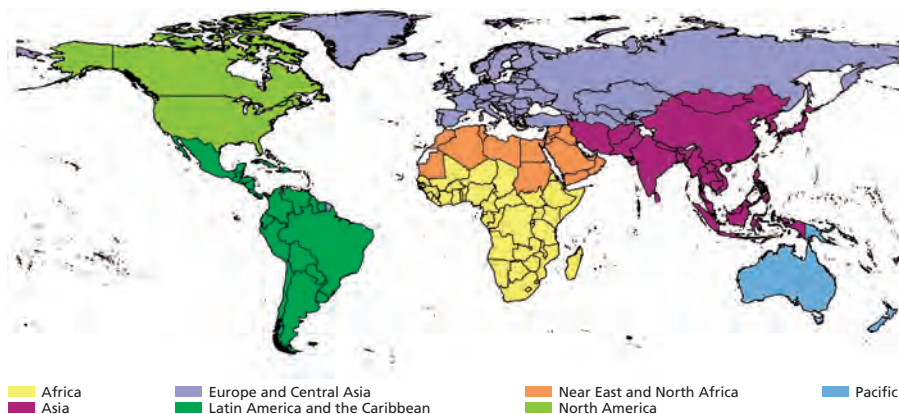 Africa Europe and Central Asia Near East and North Africa Pacific
Asia Latin America and the Caribbean North America